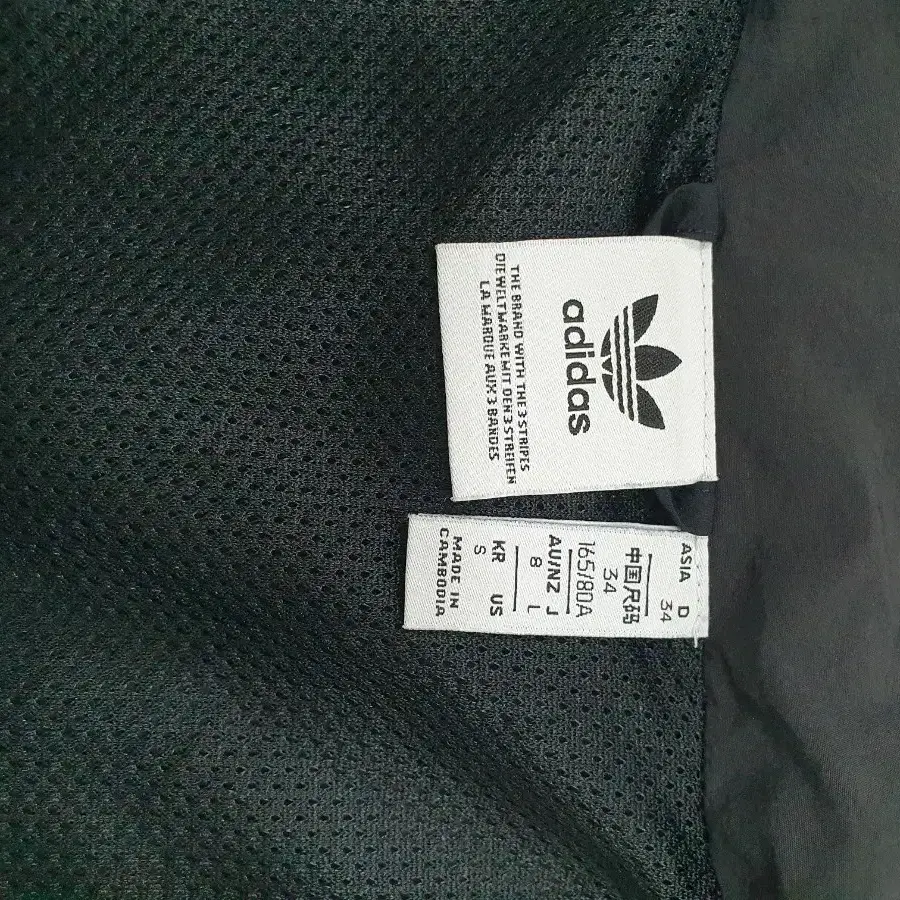 adidas
THE BRAND WITH THE 3 STRIPES
DIE WELTMARKE MIT DEN 3 STREIFEN
LA MARQUE AUX 3 BANDES
ASIA D
34
中国尺码
34
165/80A
AU/NZ J
8 L
KR US
S
MADE IN
CAMBODIA